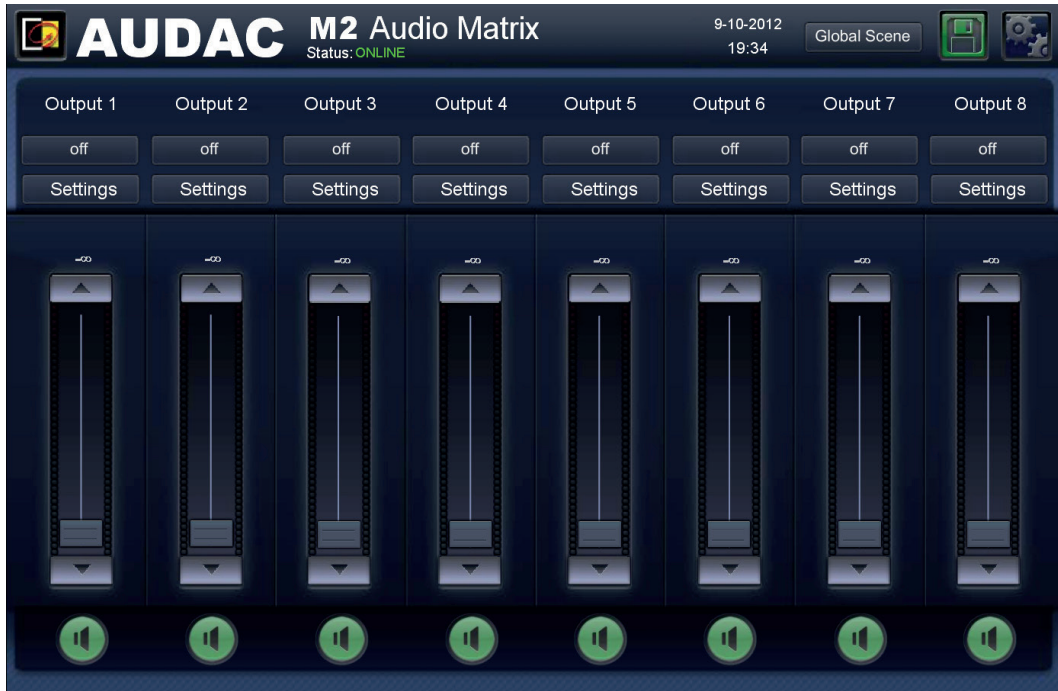 AUDAC
M2 Audio Matrix
Status: ONLINE
9-10-2012
19:34
Global Scene
Output 1 Output 2 Output 3 Output 4 Output 5 Output 6 Output 7 Output 8
off off off off off off off off
Settings Settings Settings Settings Settings Settings Settings Settings
-∞ -∞ -∞ -∞ -∞ -∞ -∞ -∞